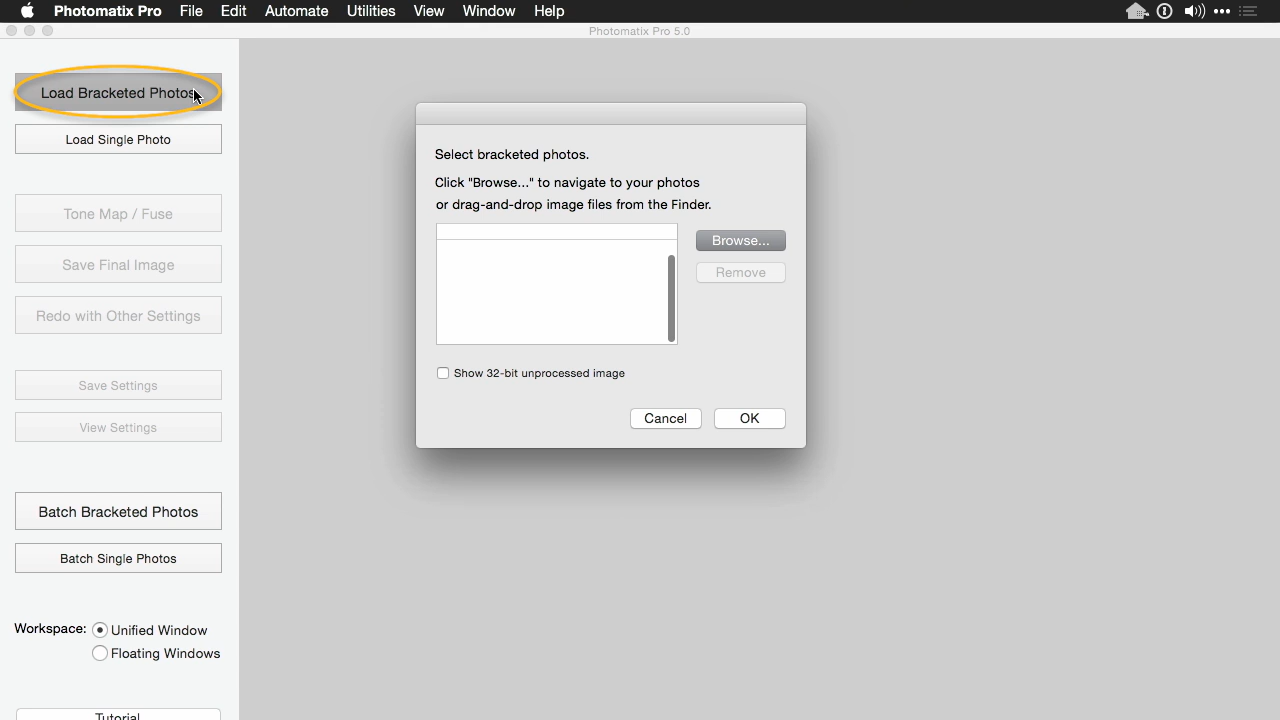 Photomatix Pro File Edit Automate Utilities View Window Help
Photomatix Pro 5.0
Load Bracketed Photos
Load Single Photo
Tone Map / Fuse
Save Final Image
Redo with Other Settings
Save Settings
View Settings
Batch Bracketed Photos
Batch Single Photos
Workspace: Unified Window
Floating Windows
Tutorial
Select bracketed photos.
Click "Browse..." to navigate to your photos
or drag-and-drop image files from the Finder.
Browse...
Remove
Show 32-bit unprocessed image
Cancel OK